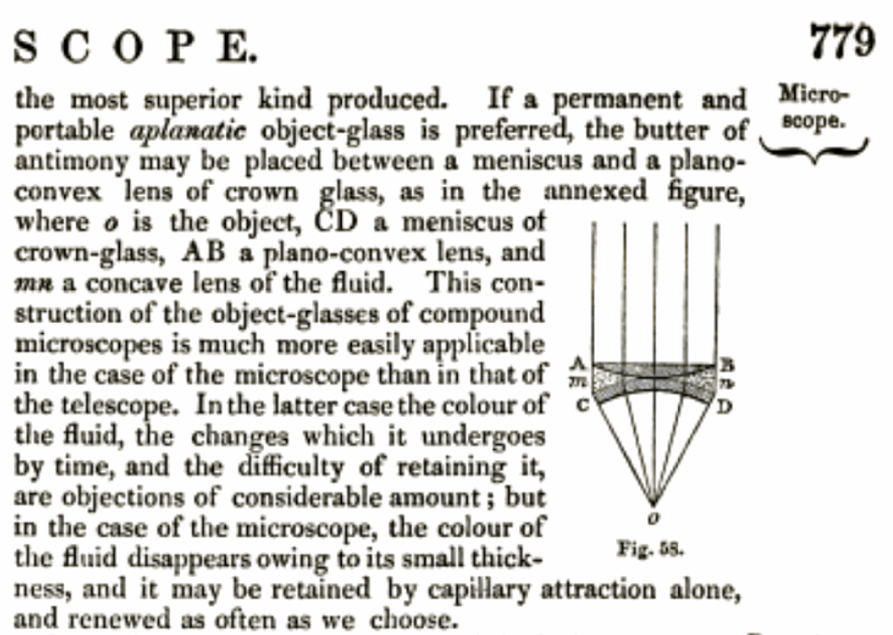 S C O P E.
779
Micro-
scope.
the most superior kind produced. If a permanent and
portable aplanatic object-glass is preferred, the butter of
antimony may be placed between a meniscus and a plano-
convex lens of crown glass, as in the annexed figure,
where o is the object, CD a meniscus of
crown-glass, AB a plano-convex lens, and
mn a concave lens of the fluid. This con-
struction of the object-glasses of compound
microscopes is much more easily applicable
in the case of the microscope than in that of
the telescope. In the latter case the colour of
the fluid, the changes which it undergoes
by time, and the difficulty of retaining it,
are objections of considerable amount; but
in the case of the microscope, the colour of
the fluid disappears owing to its small thick-
ness, and it may be retained by capillary attraction alone,
and renewed as often as we choose.
A B
m n
C D
o
Fig. 58.